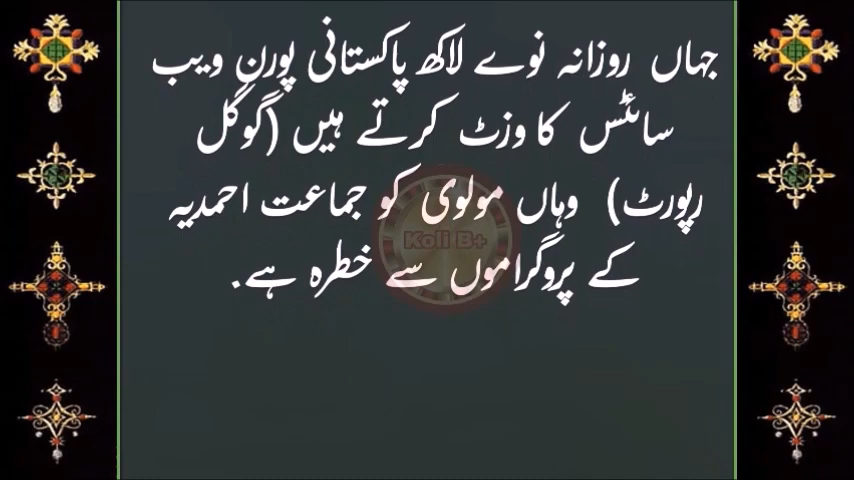 جہاں روزانہ نوے لاکھ پاکستانی پورن ویب
سائٹس کا وزٹ کرتے ہیں (گوگل
رپورٹ) وہاں مولوی کو جماعت احمدیہ
Koli B+
کے پروگراموں سے خطرہ ہے.